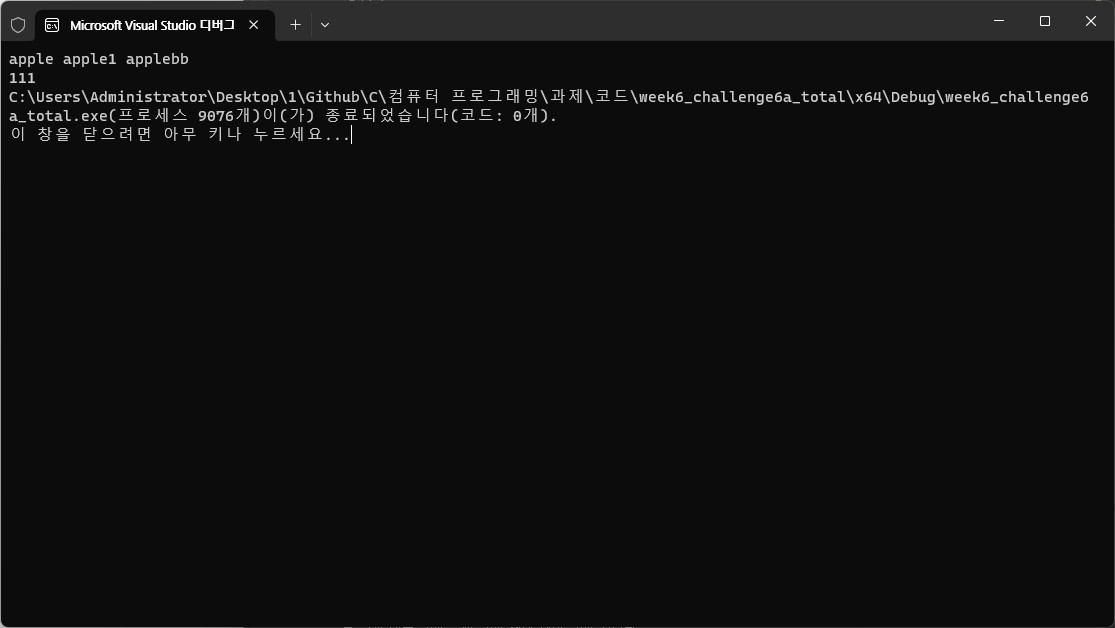 Microsoft Visual Studio 디버그
apple apple1 applebb
111
C:\Users\Administrator\Desktop\1\Github\C\컴퓨터 프로그래밍\과제\코드\week6_challenge6a_total\x64\Debug\week6_challenge6
a_total.exe(프로세스 9076개)이(가) 종료되었습니다(코드: 0개).
이 창을 닫으려면 아무 키나 누르세요...